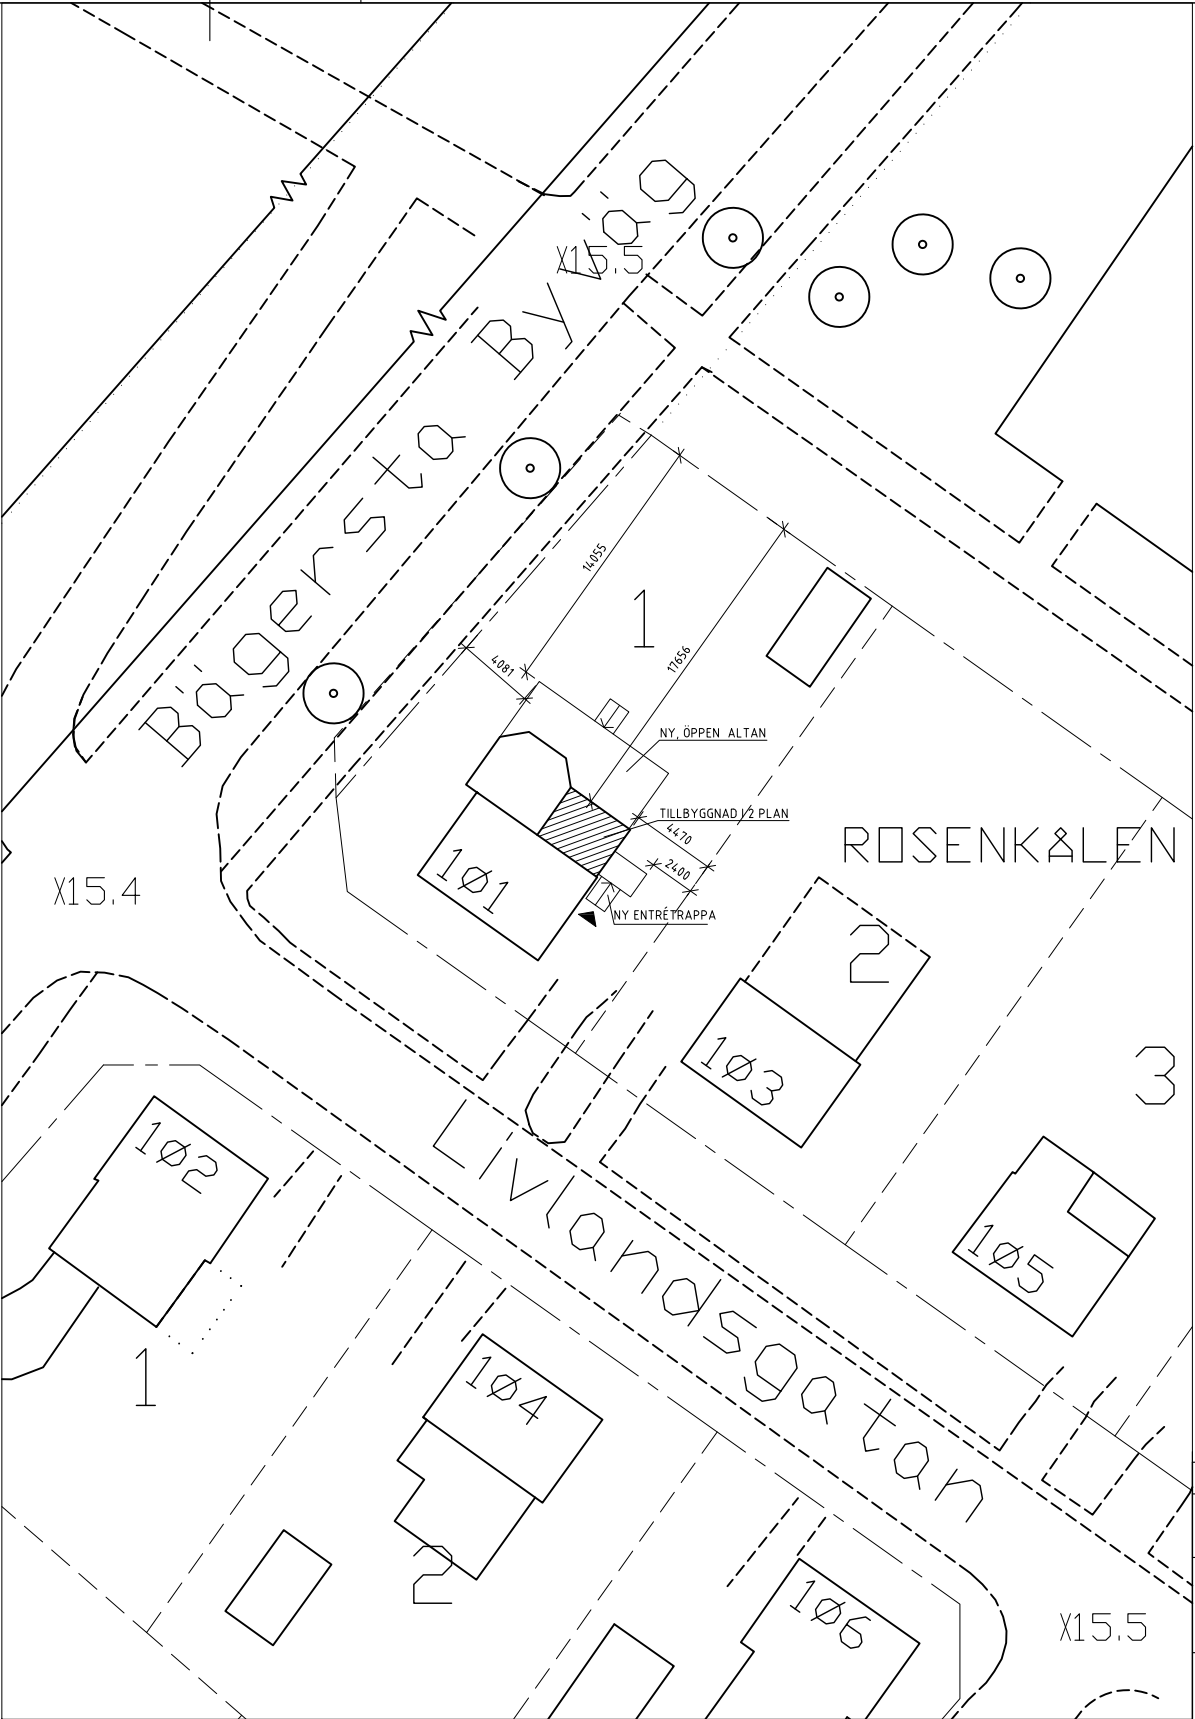 Bågersta Byväg
X15.5
14055
1
4081
17656
NY, ÖPPEN ALTAN
TILLBYGGNAD I 2 PLAN
4470
2400
NY ENTRÉTRAPPA
101
ROSENKÅLEN
X15.4
2
103
3
102
Livlandsgatan
105
1
104
2
106
X15.5